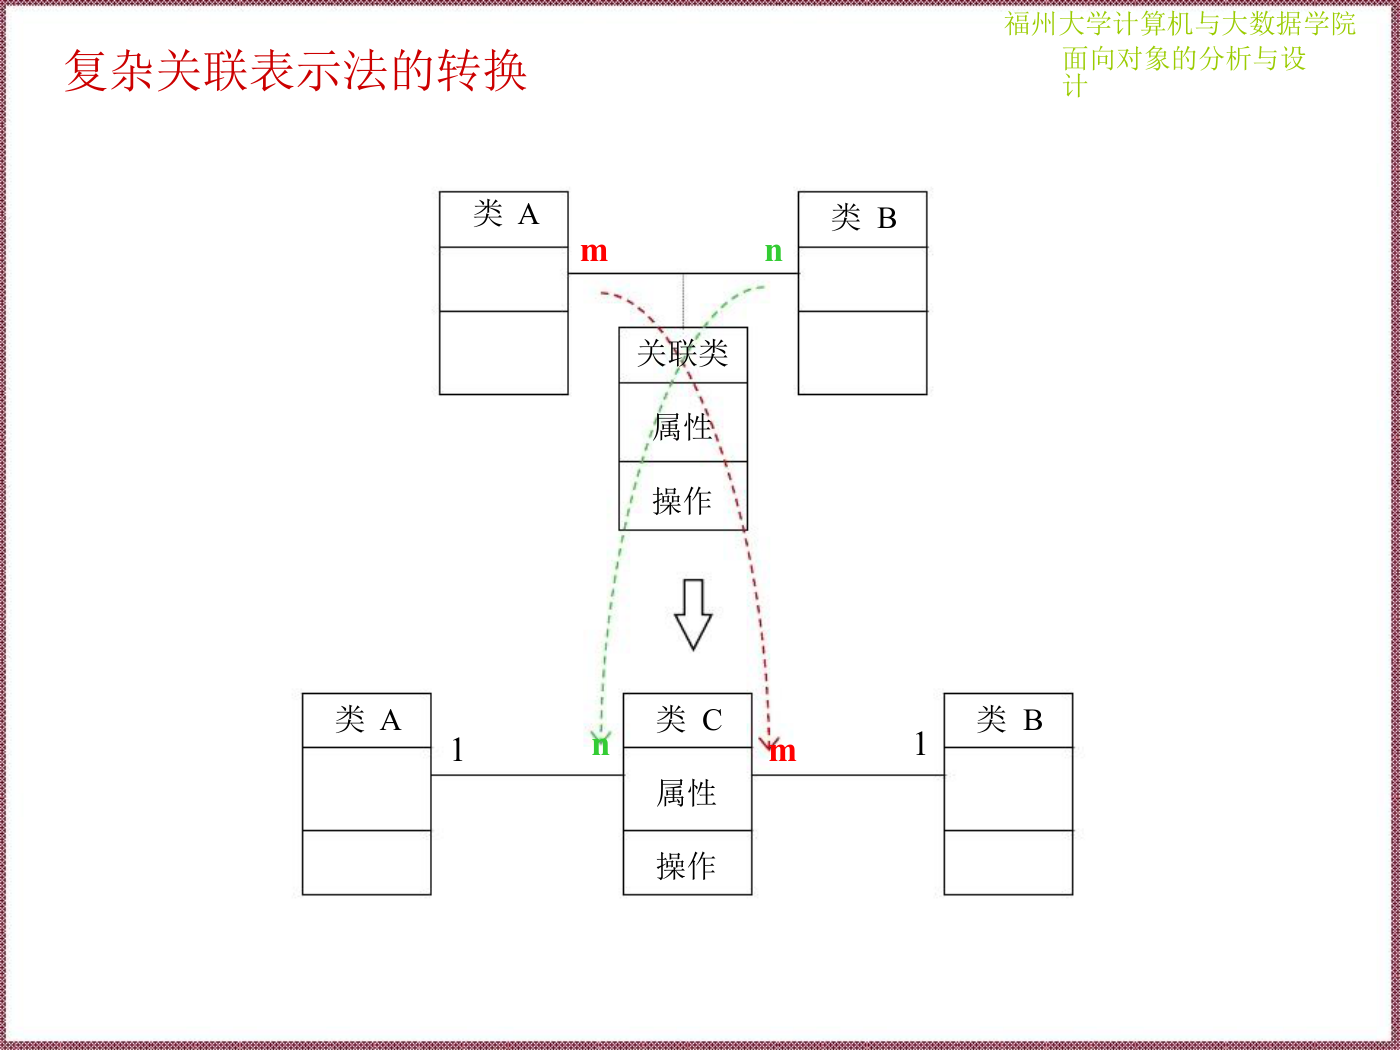 福州大学计算机与大数据学院
面向对象的分析与设
计
复杂关联表示法的转换
类 A
类 B
m
n
关联类
属性
操作
类 A
类 C
类 B
1
n
m
1
属性
操作